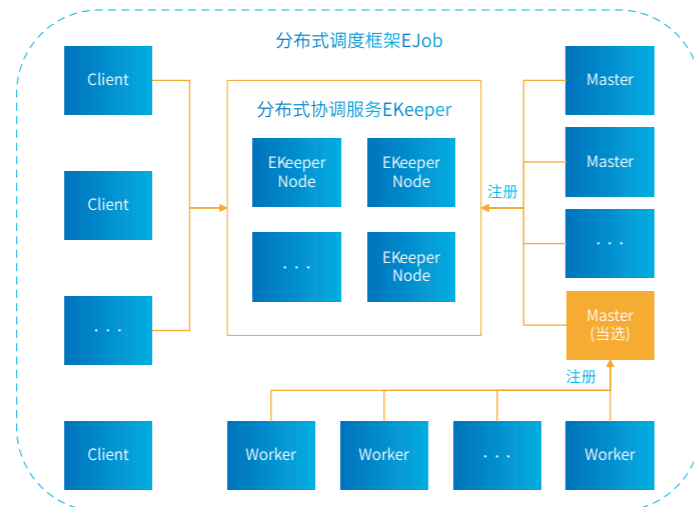 分布式调度框架EJob
Client
Client
· · ·
Client
分布式协调服务EKeeper
EKeeper
Node
EKeeper
Node
· · ·
EKeeper
Node
注册
Master
Master
· · ·
Master
(当选)
注册
Worker
Worker
· · ·
Worker